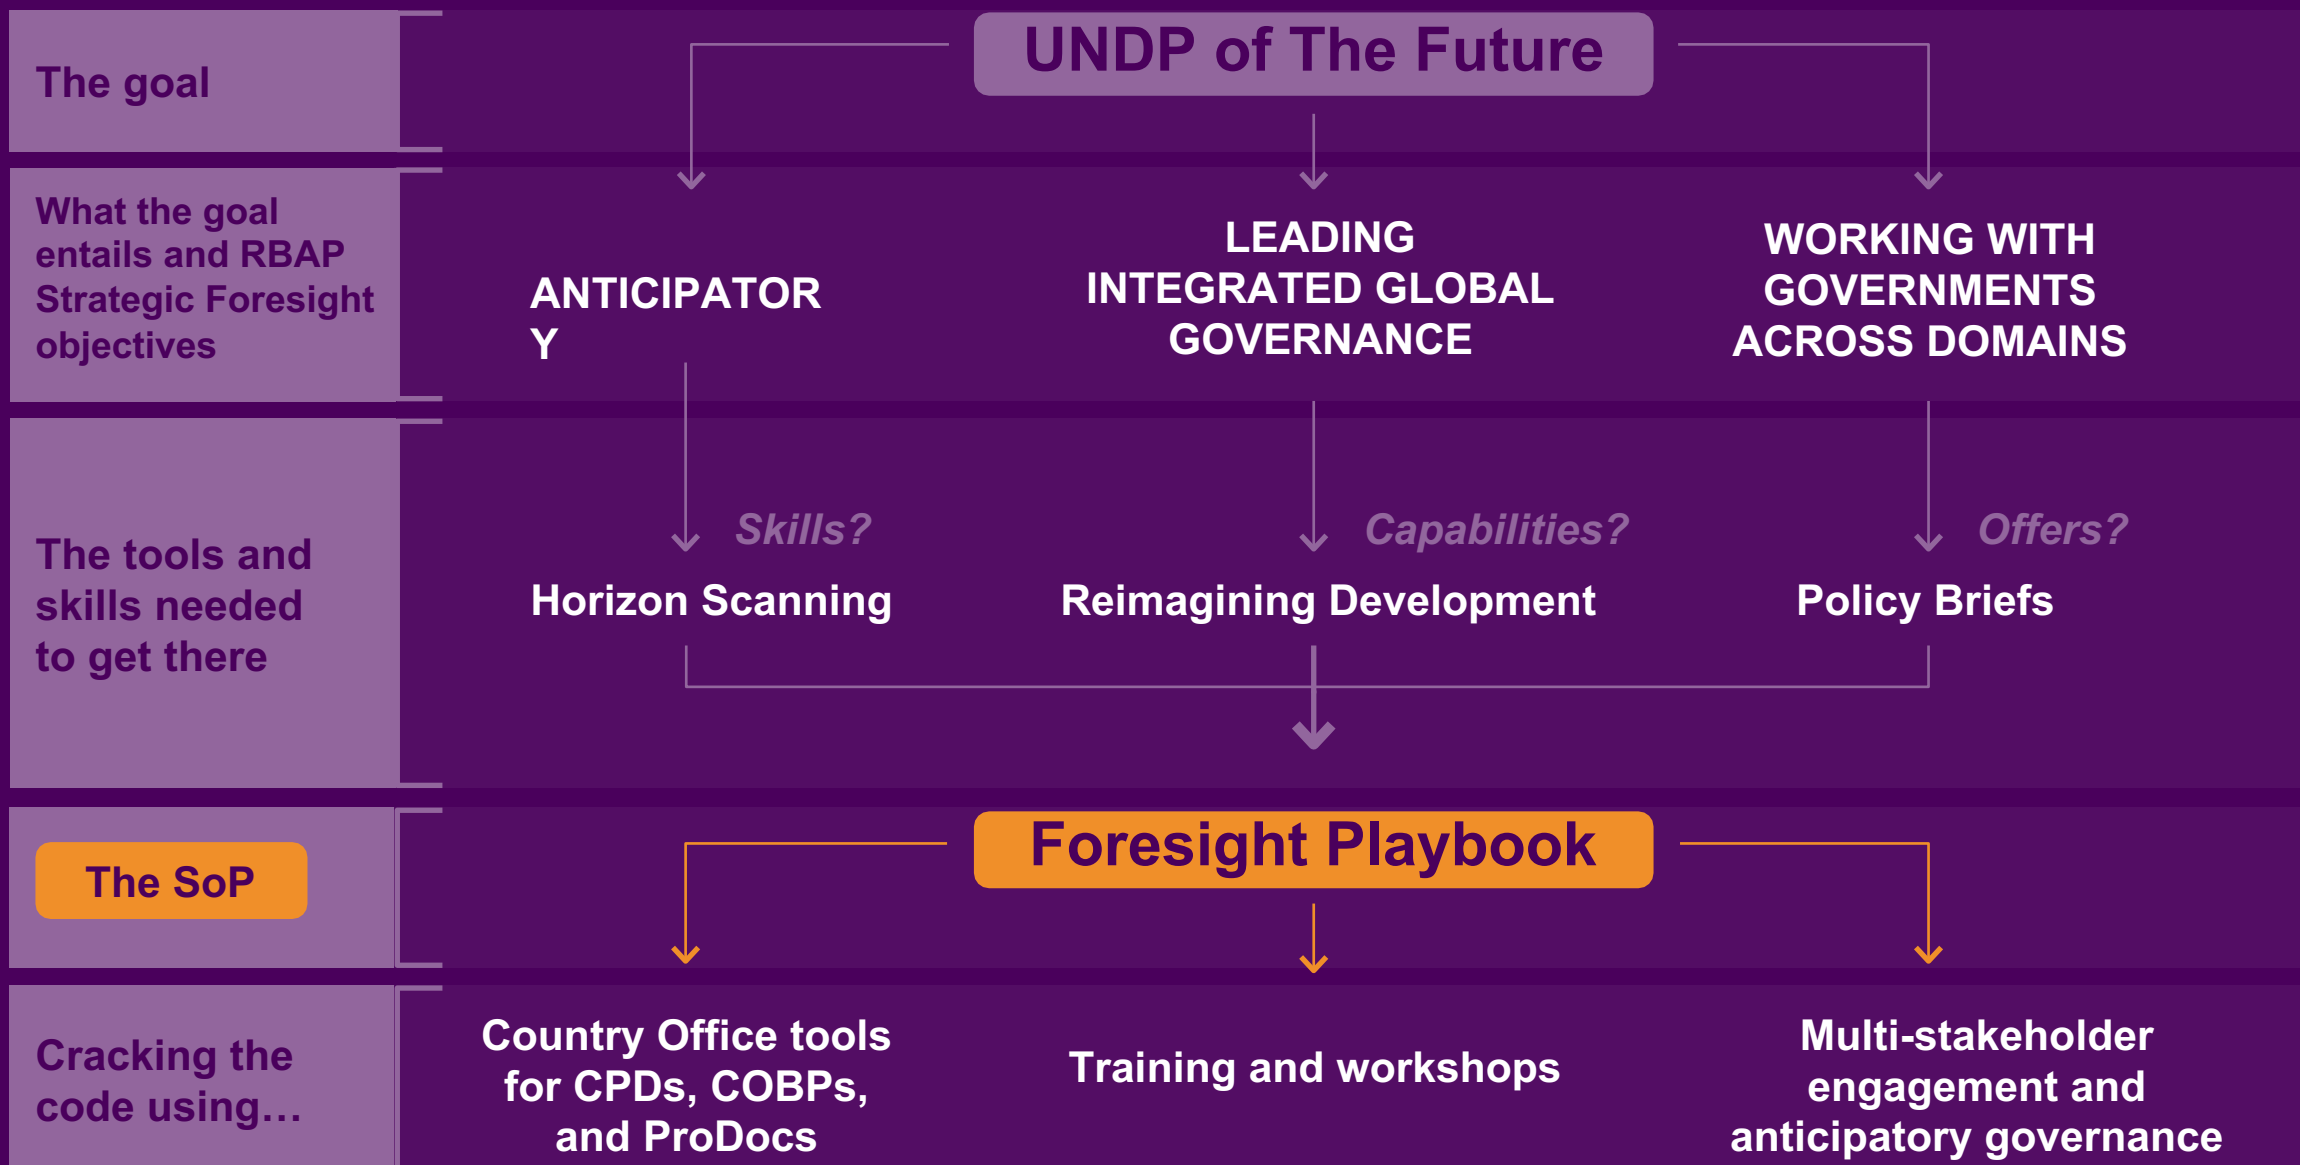 The goal
UNDP of The Future
What the goal
entails and RBAP
Strategic Foresight
objectives
ANTICIPATOR
Y
LEADING
INTEGRATED GLOBAL
GOVERNANCE
WORKING WITH
GOVERNMENTS
ACROSS DOMAINS
The tools and
skills needed
to get there
Skills?
Horizon Scanning
Capabilities?
Reimagining Development
Offers?
Policy Briefs
The SoP
Foresight Playbook
Cracking the
code using…
Country Office tools
for CPDs, COBPs,
and ProDocs
Training and workshops
Multi-stakeholder
engagement and
anticipatory governance